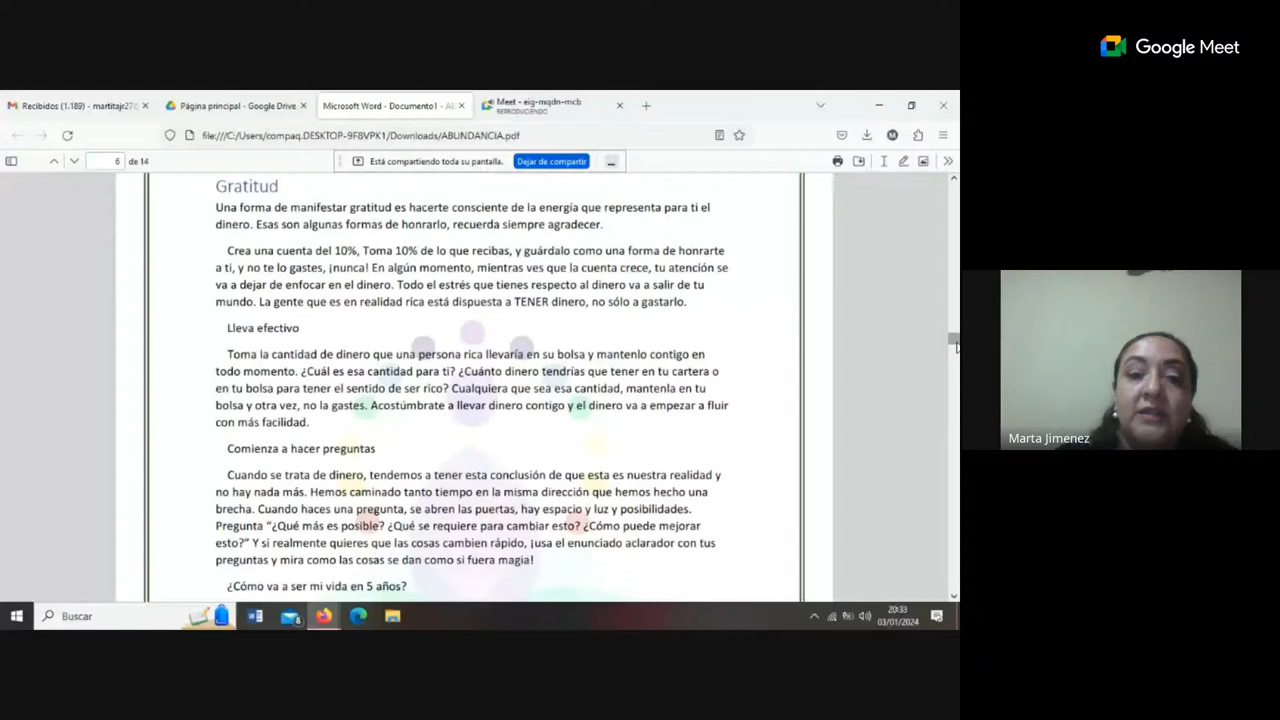 Google Meet
Recibidos (1.189) - martitajr27@
Página principal - Google Drive
Microsoft Word - Documento1 - AB
Meet - eig-mqdn-mcb
REPRODUCIENDO
file:///C:/Users/compaq.DESKTOP-9F8VPK1/Downloads/ABUNDANCIA.pdf
6 de 14
Está compartiendo toda su pantalla.
Dejar de compartir
Gratitud
Una forma de manifestar gratitud es hacerte consciente de la energía que representa para ti el
dinero. Esas son algunas formas de honrarlo, recuerda siempre agradecer.
Crea una cuenta del 10%, Toma 10% de lo que recibas, y guárdalo como una forma de honrarte
a ti, y no te lo gastes, ¡nunca! En algún momento, mientras ves que la cuenta crece, tu atención se
va a dejar de enfocar en el dinero. Todo el estrés que tienes respecto al dinero va a salir de tu
mundo. La gente que es en realidad rica está dispuesta a TENER dinero, no sólo a gastarlo.
Lleva efectivo
Toma la cantidad de dinero que una persona rica llevaría en su bolsa y mantenlo contigo en
todo momento. ¿Cuál es esa cantidad para ti? ¿Cuánto dinero tendrías que tener en tu cartera o
en tu bolsa para tener el sentido de ser rico? Cualquiera que sea esa cantidad, mantenla en tu
bolsa y otra vez, no la gastes. Acostúmbrate a llevar dinero contigo y el dinero va a empezar a fluir
con más facilidad.
Comienza a hacer preguntas
Cuando se trata de dinero, tendemos a tener esta conclusión de que esta es nuestra realidad y
no hay nada más. Hemos caminado tanto tiempo en la misma dirección que hemos hecho una
brecha. Cuando haces una pregunta, se abren las puertas, hay espacio y luz y posibilidades.
Pregunta “¿Qué más es posible? ¿Qué se requiere para cambiar esto? ¿Cómo puede mejorar
esto?” Y si realmente quieres que las cosas cambien rápido, ¡usa el enunciado aclarador con tus
preguntas y mira como las cosas se dan como si fuera magia!
¿Cómo va a ser mi vida en 5 años?
Marta Jimenez
Buscar
20:33
03/01/2024